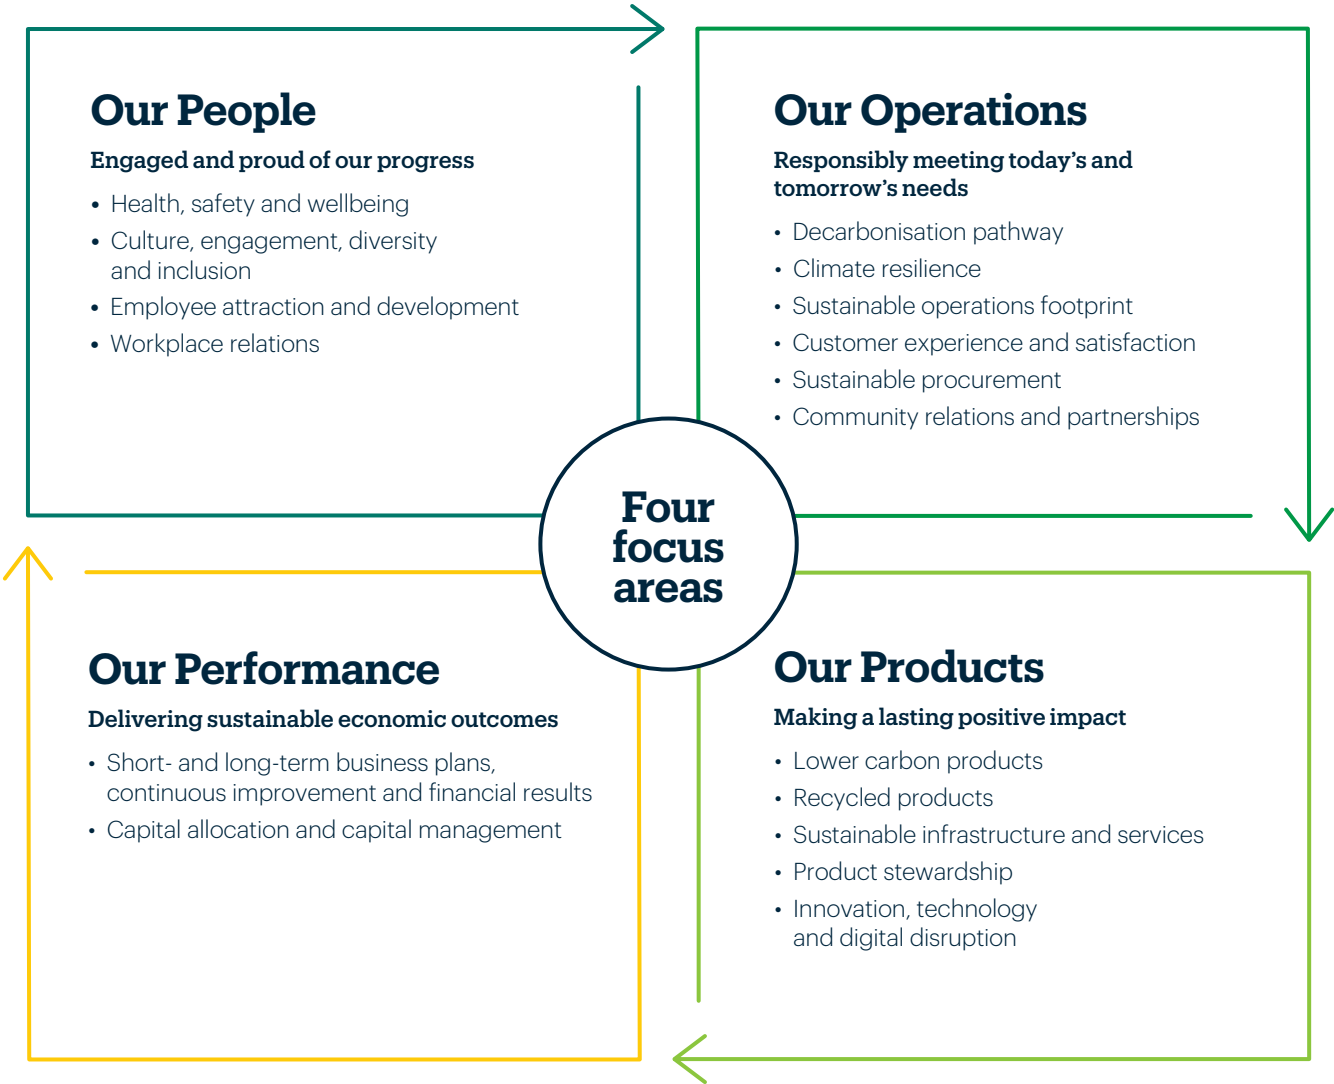 Our People
Engaged and proud of our progress
• Health, safety and wellbeing
• Culture, engagement, diversity
and inclusion
• Employee attraction and development
• Workplace relations
Our Operations
Responsibly meeting today's and
tomorrow's needs
• Decarbonisation pathway
• Climate resilience
• Sustainable operations footprint
• Customer experience and satisfaction
• Sustainable procurement
• Community relations and partnerships
Four
focus
areas
Our Performance
Delivering sustainable economic outcomes
• Short- and long-term business plans,
continuous improvement and financial results
• Capital allocation and capital management
Our Products
Making a lasting positive impact
• Lower carbon products
• Recycled products
• Sustainable infrastructure and services
• Product stewardship
• Innovation, technology
and digital disruption